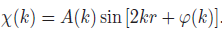 χ(k) = A(k) sin [2kr + φ(k)].